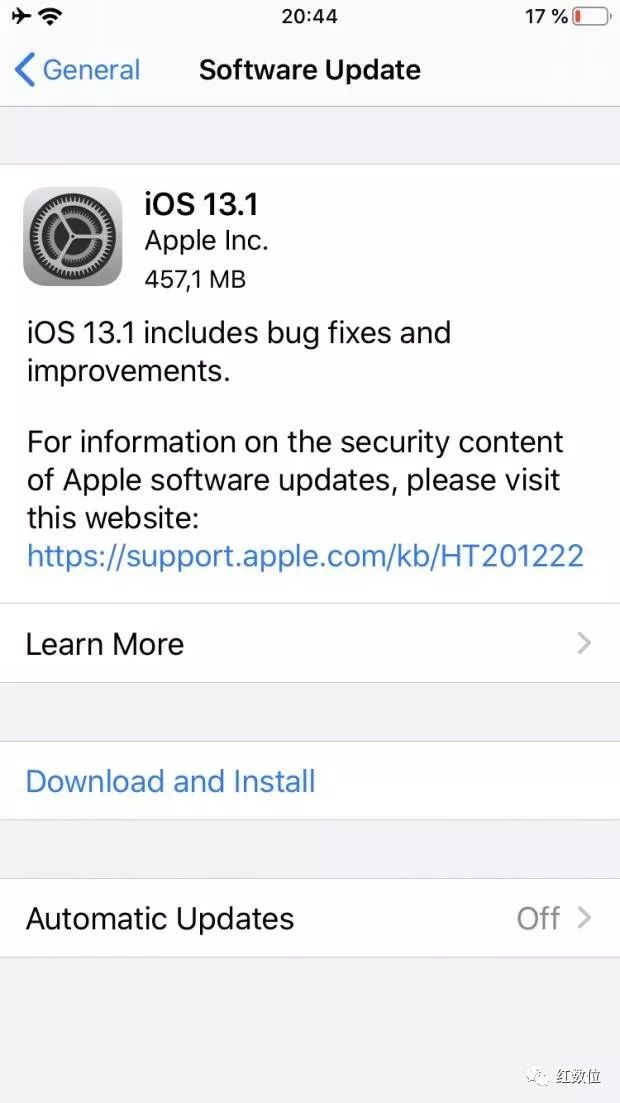 20:44
17 %
General
Software Update
iOS 13.1
Apple Inc.
457,1 MB
iOS 13.1 includes bug fixes and
improvements.
For information on the security content
of Apple software updates, please visit
this website:
https://support.apple.com/kb/HT201222
Learn More
Download and Install
Automatic Updates
Off
红数位